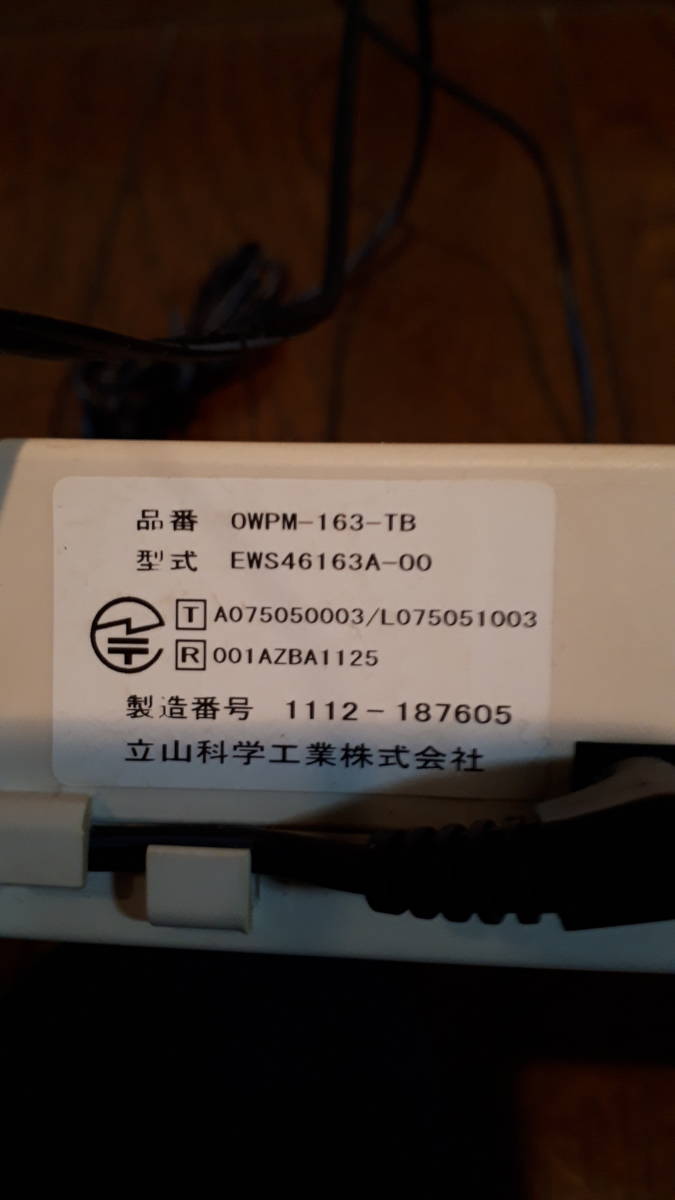 品番 OWPM-163-TB
型式 EWS46163A-00
T A075050003/L075051003
R 001AZBA1125
製造番号 1112-187605
立山科学工業株式会社